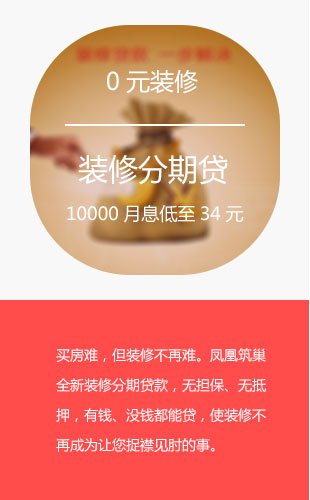 0 元装修
装修分期贷
10000 月息低至 34 元
买房难，但装修不再难。凤凰筑巢
全新装修分期贷款，无担保、无抵
押，有钱、没钱都能贷，使装修不
再成为让您捉襟见肘的事。